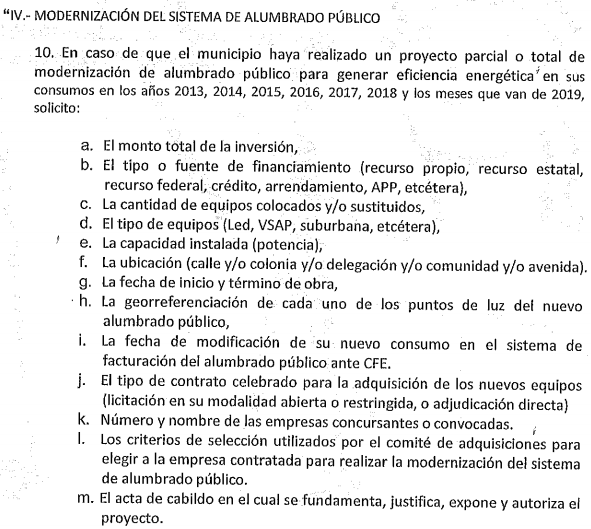 “IV.- MODERNIZACIÓN DEL SISTEMA DE ALUMBRADO PÚBLICO
10. En caso de que el municipio haya realizado un proyecto parcial o total de
modernización de alumbrado público para generar eficiencia energética en sus
consumos en los años 2013, 2014, 2015, 2016, 2017, 2018 y los meses que van de 2019,
solicito:
a. El monto total de la inversión,
b. El tipo o fuente de financiamiento (recurso propio, recurso estatal,
recurso federal, crédito, arrendamiento, APP, etcétera),
c. La cantidad de equipos colocados y/o sustituidos,
d. El tipo de equipos (Led, VSAP, suburbana, etcétera),
e. La capacidad instalada (potencia),
f. La ubicación (calle y/o colonia y/o delegación y/o comunidad y/o avenida).
g. La fecha de inicio y término de obra,
h. La georreferenciación de cada uno de los puntos de luz del nuevo
alumbrado público,
i. La fecha de modificación de su nuevo consumo en el sistema de
facturación del alumbrado público ante CFE.
j. El tipo de contrato celebrado para la adquisición de los nuevos equipos
(licitación en su modalidad abierta o restringida, o adjudicación directa)
k. Número y nombre de las empresas concursantes o convocadas.
l. Los criterios de selección utilizados por el comité de adquisiciones para
elegir a la empresa contratada para realizar la modernización del sistema
de alumbrado público.
m. El acta de cabildo en el cual se fundamenta, justifica, expone y autoriza el
proyecto.